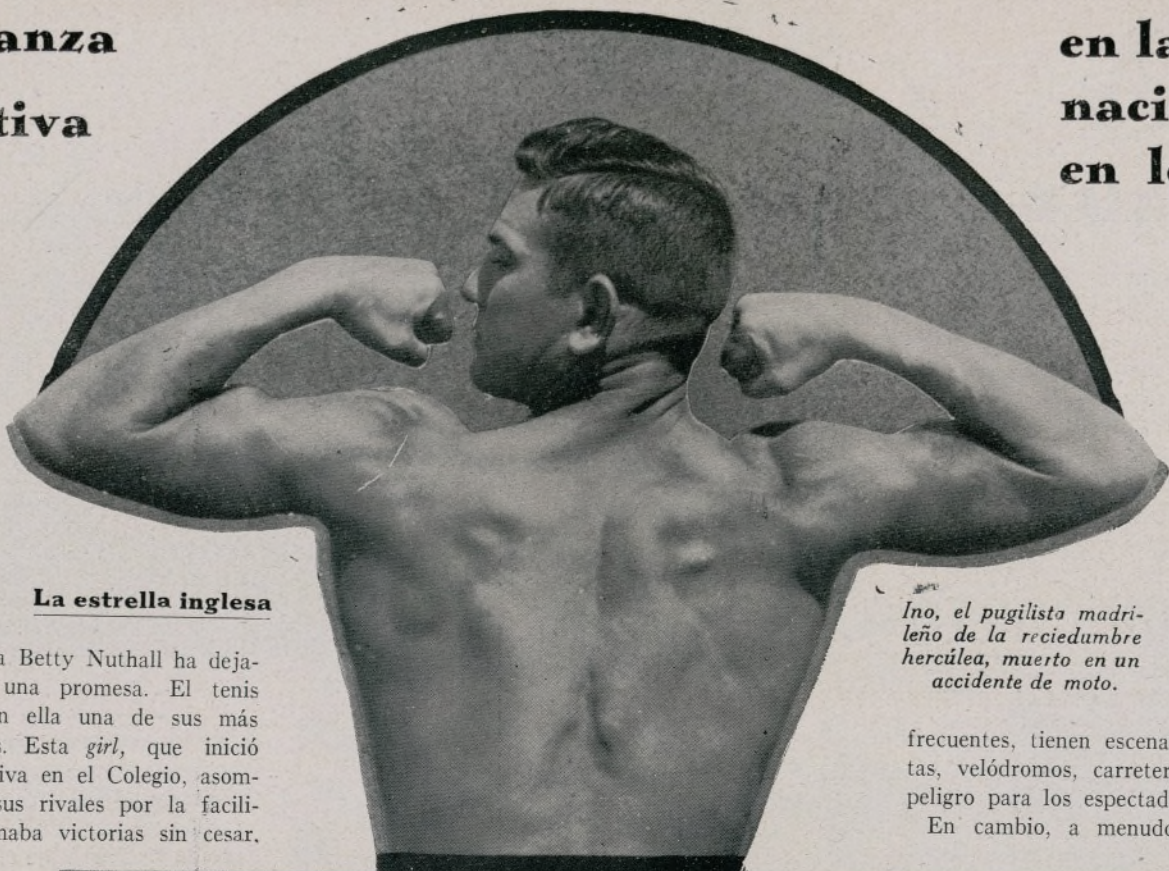 anza
tiva
La estrella inglesa
a Betty Nuthall ha deja-
una promesa. El tenis
n ella una de sus más
s. Esta girl, que inició
iva en el Colegio, asom-
sus rivales por la facili-
naba victorias sin cesar.
en la
naci
en l
Ino, el pugilista madri-
leño de la reciedumbre
hercúlea, muerto en un
accidente de moto.
frecuentes, tienen escena
tas, velódromos, carreter
peligro para los espectad
En cambio, a menudo